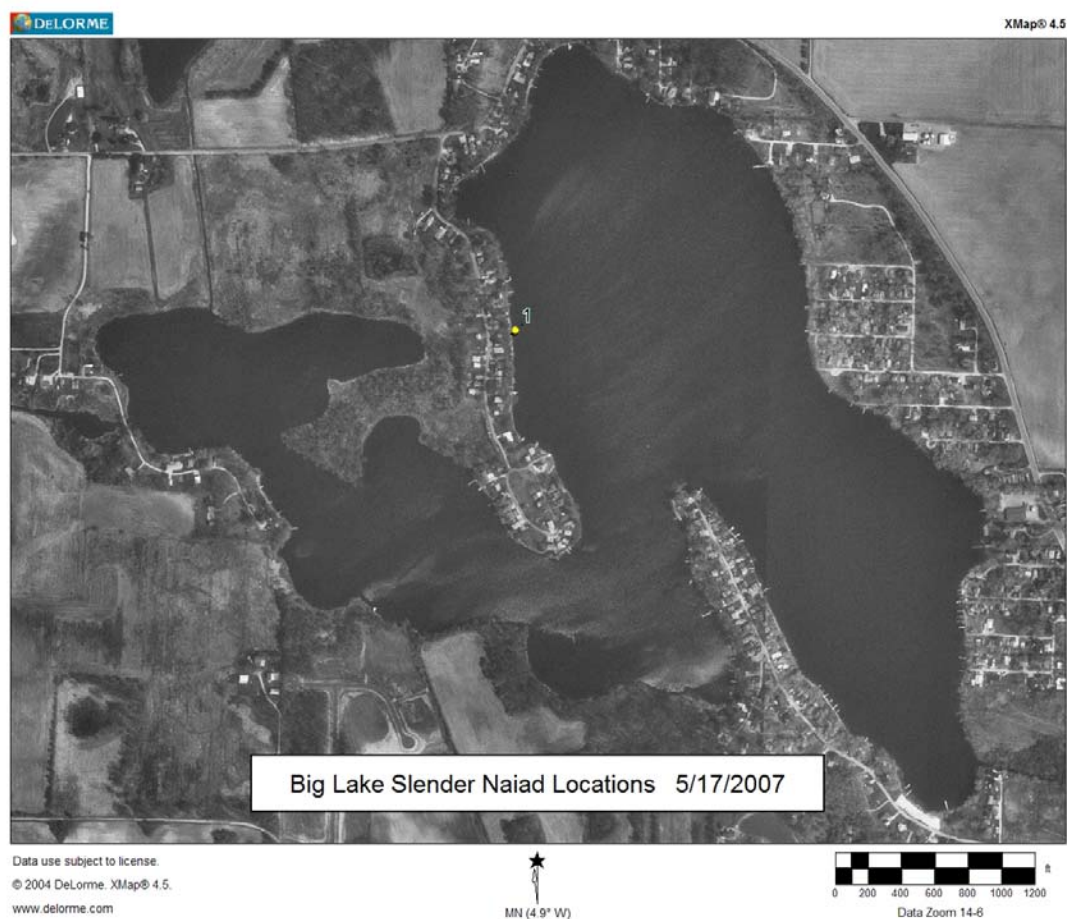 DELORME
XMap® 4.5
1
Big Lake Slender Naiad Locations 5/17/2007
Data use subject to license.
© 2004 DeLorme. XMap® 4.5.
www.delorme.com
MN (4.9° W)
ft
0 200 400 600 800 1000 1200
Data Zoom 14-6